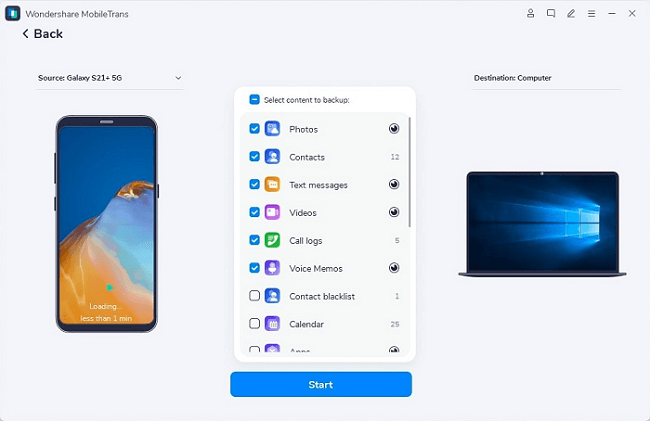 Wondershare MobileTrans
Back
Source: Galaxy S21+ 5G
Destination: Computer
Select content to backup:
Photos
Contacts 12
Text messages
Videos
Call logs 5
Voice Memos
Contact blacklist 1
Calendar 25
Apps
Loading...
less than 1 min
Start